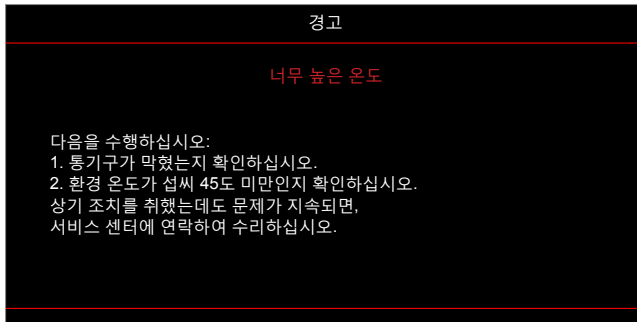 경고
너무 높은 온도
다음을 수행하십시오:
1. 통기구가 막혔는지 확인하십시오.
2. 환경 온도가 섭씨 45도 미만인지 확인하십시오.
상기 조치를 취했는데도 문제가 지속되면,
서비스 센터에 연락하여 수리하십시오.